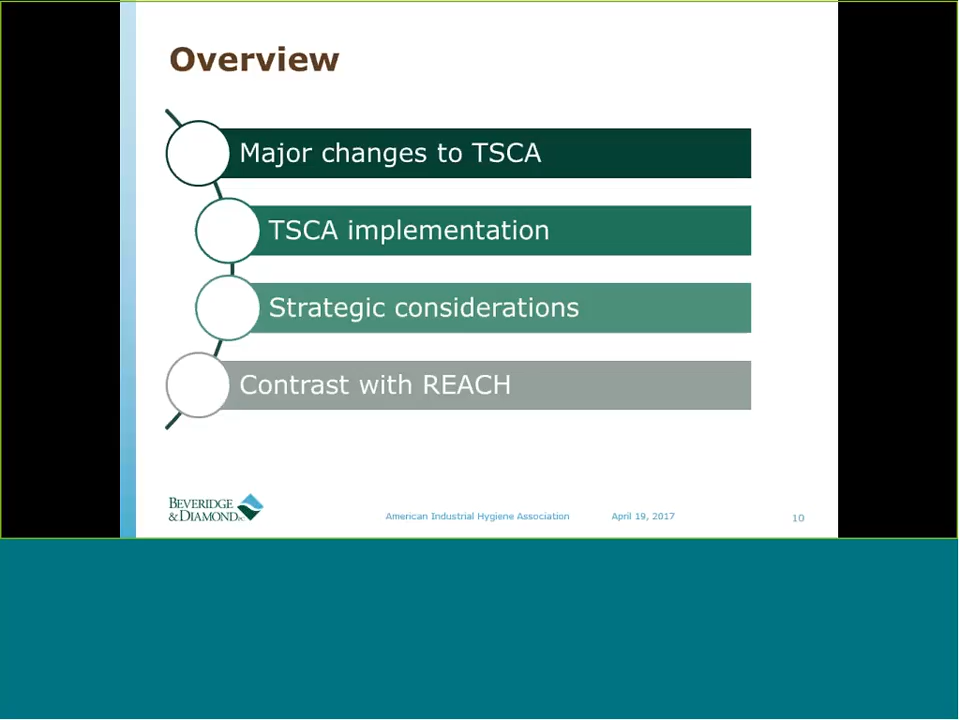 Overview
Major changes to TSCA
TSCA implementation
Strategic considerations
Contrast with REACH
BEVERIDGE
& DIAMOND PC
American Industrial Hygiene Association April 19, 2017 10